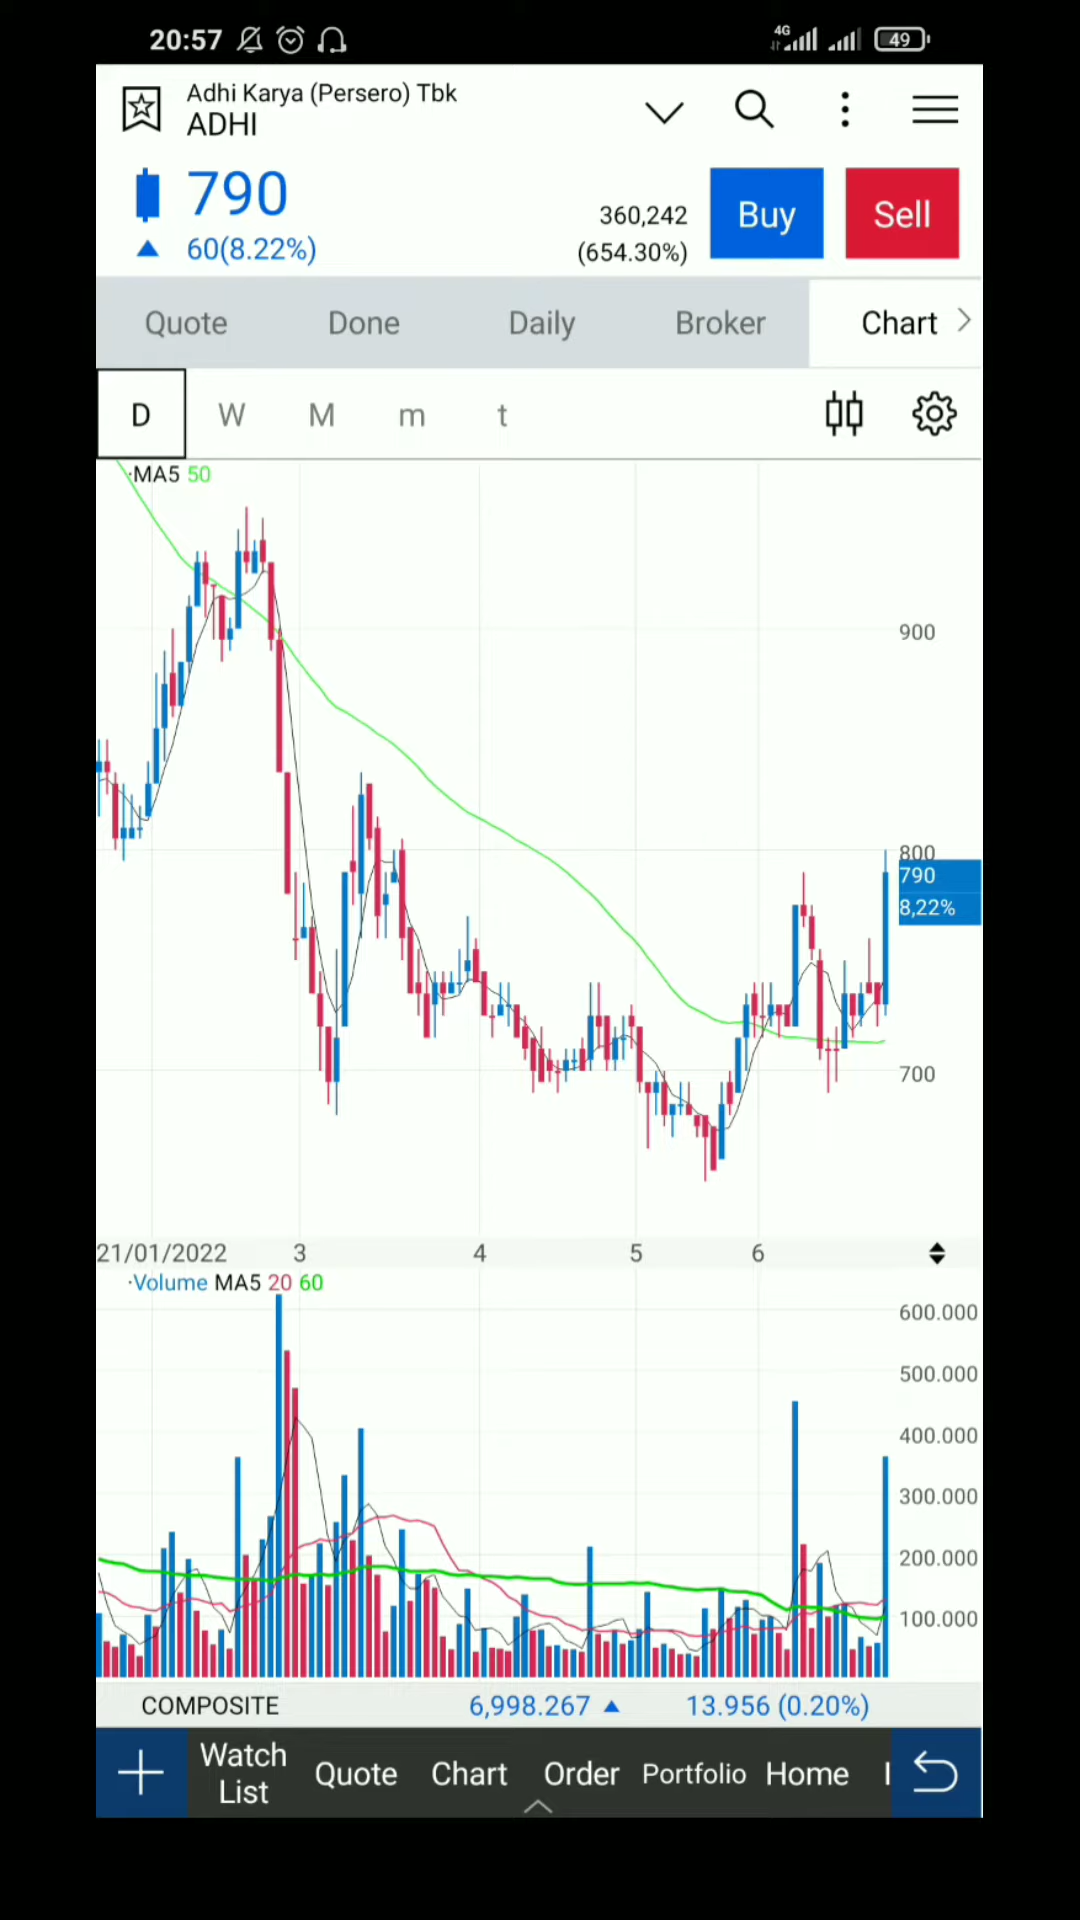 20:57 4G 49
Adhi Karya (Persero) Tbk
ADHI
790
60(8.22%)
360,242
(654.30%)
Buy
Sell
Quote Done Daily Broker Chart
D W M m t
·MA5 50
900
800
790
8,22%
700
21/01/2022 3 4 5 6
·Volume MA5 20 60
600.000
500.000
400.000
300.000
200.000
100.000
COMPOSITE 6,998.267 ▲ 13.956 (0.20%)
Watch List Quote Chart Order Portfolio Home